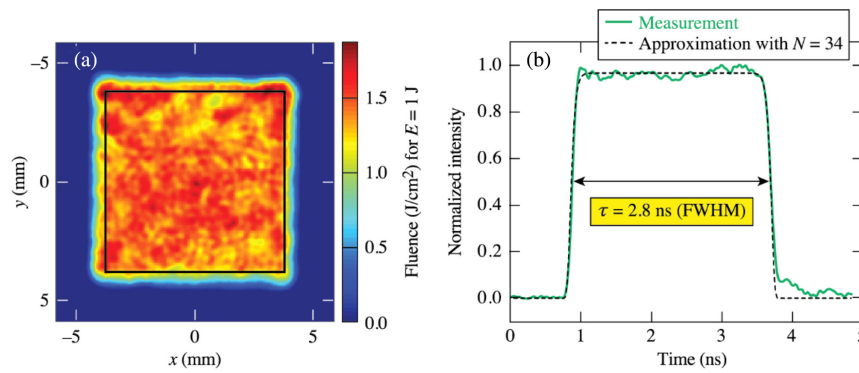 (a)
−5
0
5
y (mm)
−5
0
5
x (mm)
1.5
1.0
0.5
0.0
Fluence (J/cm²) for E = 1 J
Measurement
Approximation with N = 34
(b)
1.0
0.8
0.6
0.4
0.2
0.0
Normalized intensity
τ = 2.8 ns (FWHM)
0
1
2
3
4
5
Time (ns)